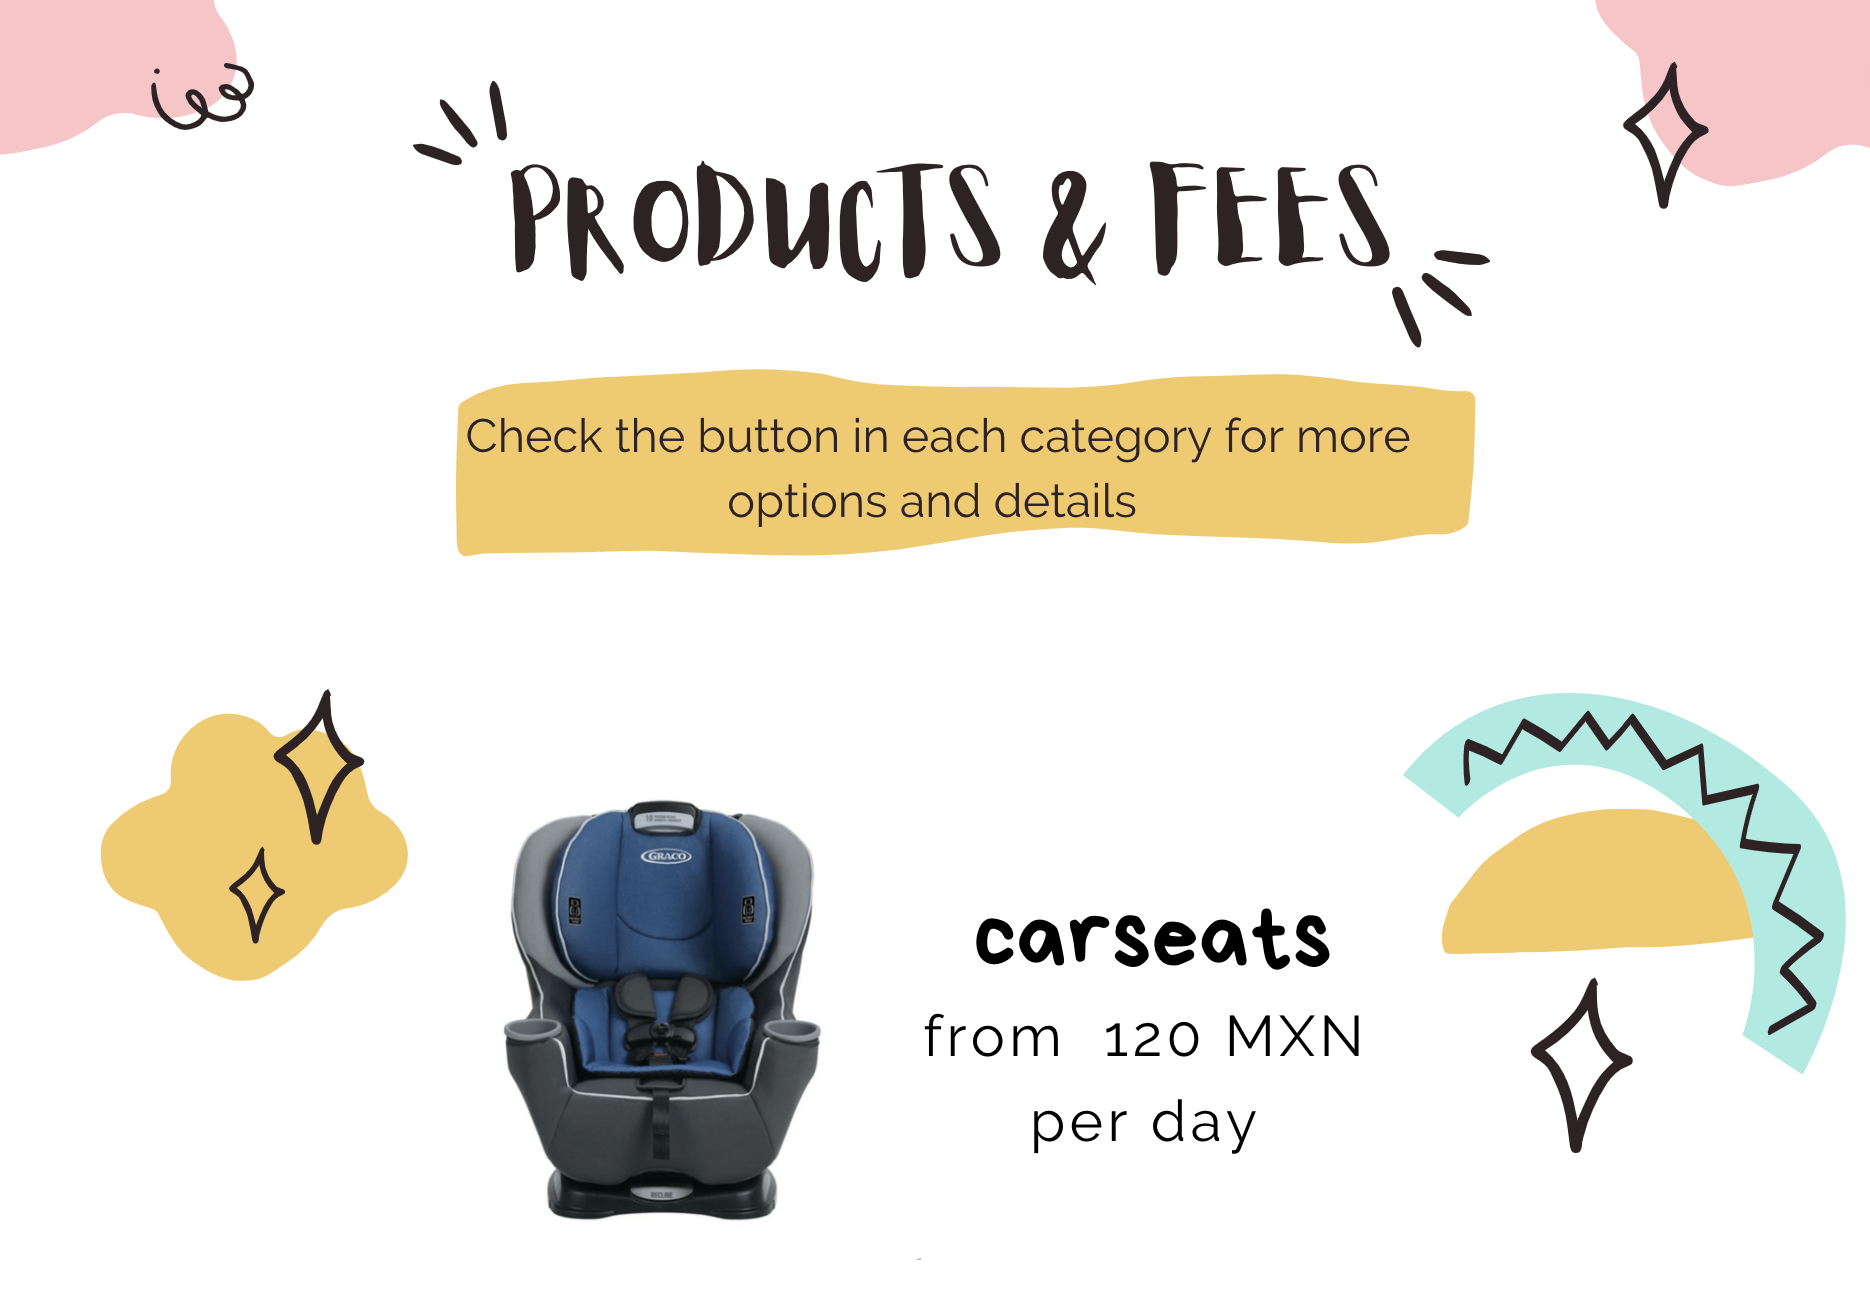 PRODUCTS & FEES
Check the button in each category for more
options and details
GRACO
carseats
from 120 MXN
per day
RECLINE